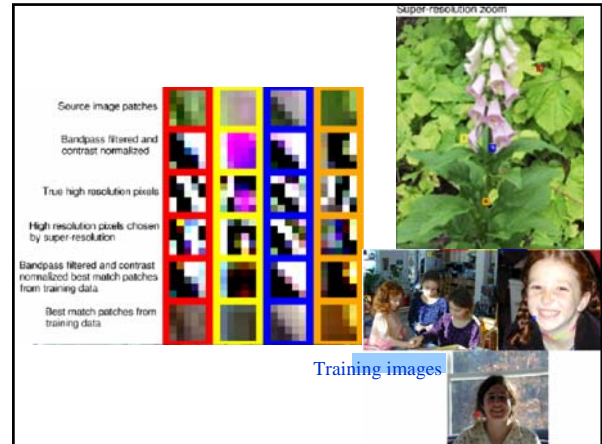 Super-resolution zoom
Source image patches
Bandpass filtered and
contrast normalized
True high resolution pixels
High resolution pixels chosen
by super-resolution
Bandpass filtered and contrast
normalized best match patches
from training data
Best match patches from
training data
Training images